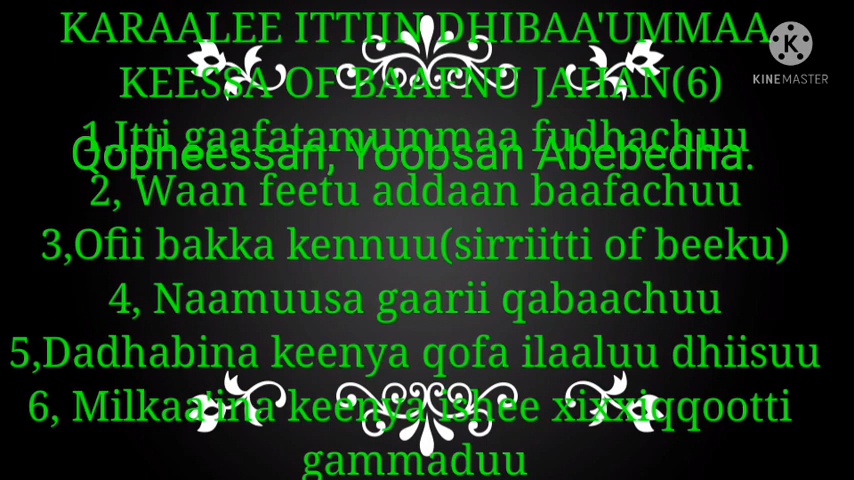 KARAALEE ITTIIN DHIBAA'UMMAA
KEESSA OF BAAFNU JAHAN(6)
1,Itti gaafatamummaa fudhachuu
Qopheessan; Yoobsan Abebedha.
2, Waan feetu addaan baafachuu
3,Ofii bakka kennuu(sirriitti of beeku)
4, Naamuusa gaarii qabaachuu
5,Dadhabina keenya qofa ilaaluu dhiisuu
6, Milkaa'ina keenya ishee xixxiqqootti
gammaduu
K
KINEMASTER